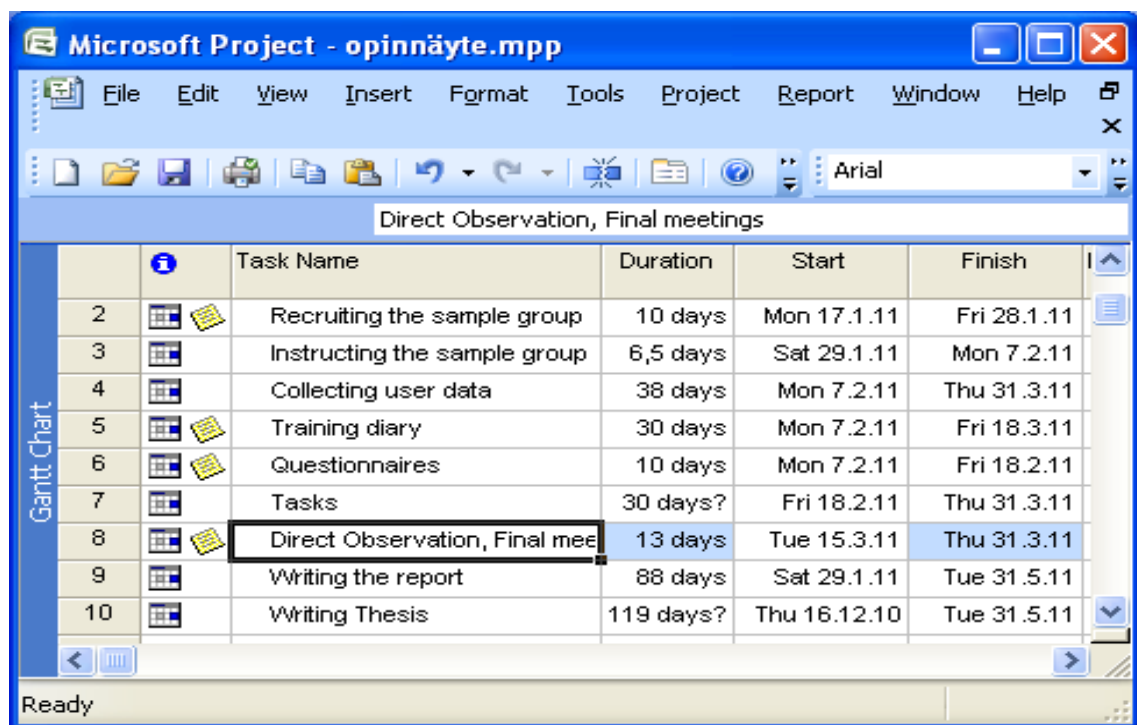 Microsoft Project - opinnäyte.mpp
File Edit View Insert Format Tools Project Report Window Help
Arial
Direct Observation, Final meetings
Task Name Duration Start Finish
2 Recruiting the sample group 10 days Mon 17.1.11 Fri 28.1.11
3 Instructing the sample group 6,5 days Sat 29.1.11 Mon 7.2.11
4 Collecting user data 38 days Mon 7.2.11 Thu 31.3.11
5 Training diary 30 days Mon 7.2.11 Fri 18.3.11
6 Questionnaires 10 days Mon 7.2.11 Fri 18.2.11
7 Tasks 30 days? Fri 18.2.11 Thu 31.3.11
8 Direct Observation, Final mee 13 days Tue 15.3.11 Thu 31.3.11
9 Writing the report 88 days Sat 29.1.11 Tue 31.5.11
10 Writing Thesis 119 days? Thu 16.12.10 Tue 31.5.11
Gantt Chart
Ready